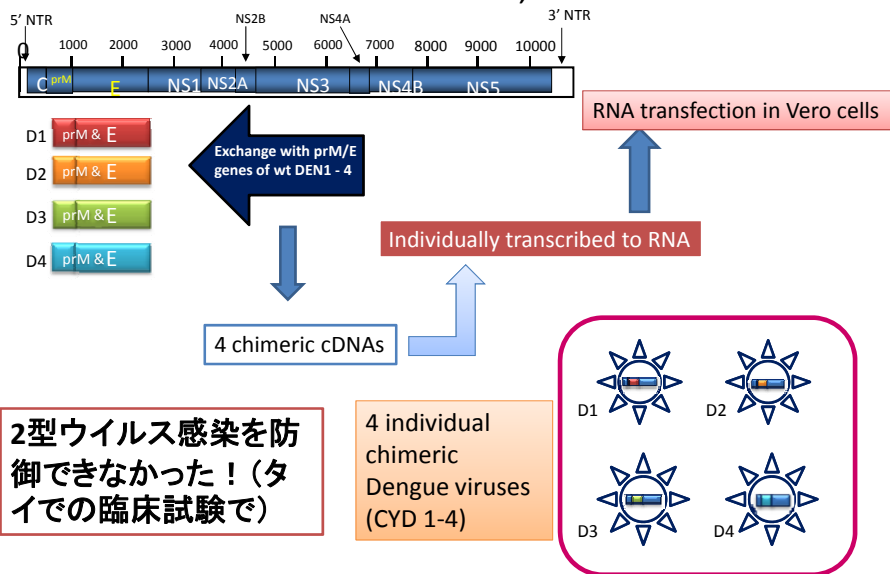 5' NTR
NS2B
NS4A
3' NTR
0
1000 2000 3000 4000 5000 6000 7000 8000 9000 10000
C prM E NS1 NS2A NS3 NS4B NS5
RNA transfection in Vero cells
D1 prM & E
D2 prM & E
D3 prM & E
D4 prM & E
Exchange with prM/E
genes of wt DEN1 - 4
Individually transcribed to RNA
4 chimeric cDNAs
2型ウイルス感染を防
御できなかった！（タ
イでの臨床試験で）
4 individual
chimeric
Dengue viruses
(CYD 1-4)
D1
D2
D3
D4